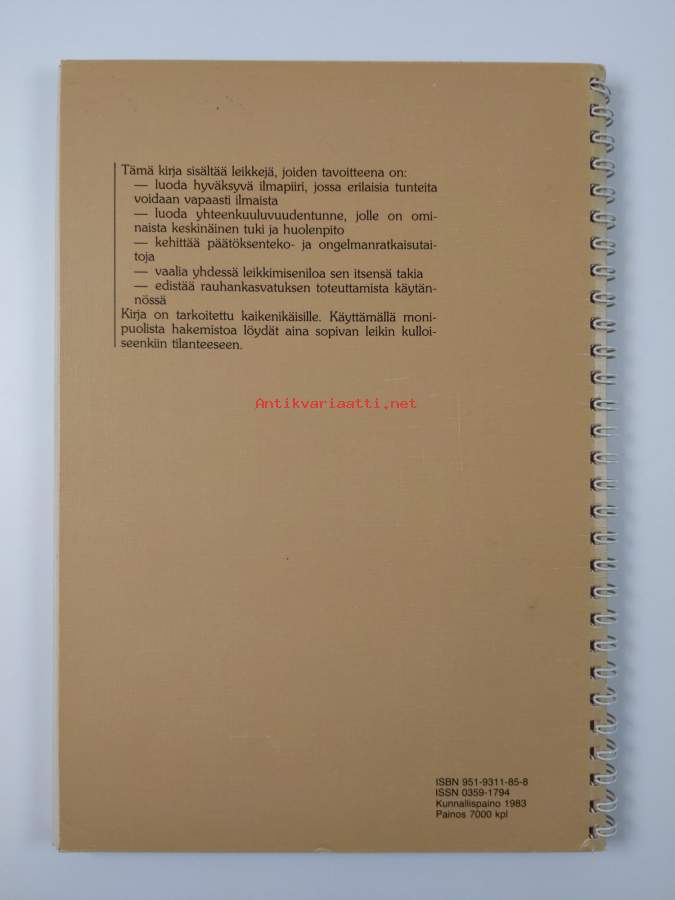 Tämä kirja sisältää leikkejä, joiden tavoitteena on:
— luoda hyväksyvä ilmapiiri, jossa erilaisia tunteita
voidaan vapaasti ilmaista
— luoda yhteenkuuluvuudentunne, jolle on omi-
naista keskinäinen tuki ja huolenpito
— kehittää päätöksenteko- ja ongelmanratkaisutai-
toja
— vaalia yhdessä leikkimiseniloa sen itsensä takia
— edistää rauhankasvatuksen toteuttamista käytän-
nössä
Kirja on tarkoitettu kaikenikäisille. Käyttämällä moni-
puolista hakemistoa löydät aina sopivan leikin kulloi-
seenkiin tilanteeseen.
Antikvariaatti.net
ISBN 951-9311-85-8
ISSN 0359-1794
Kunnallispaino 1983
Painos 7000 kpl